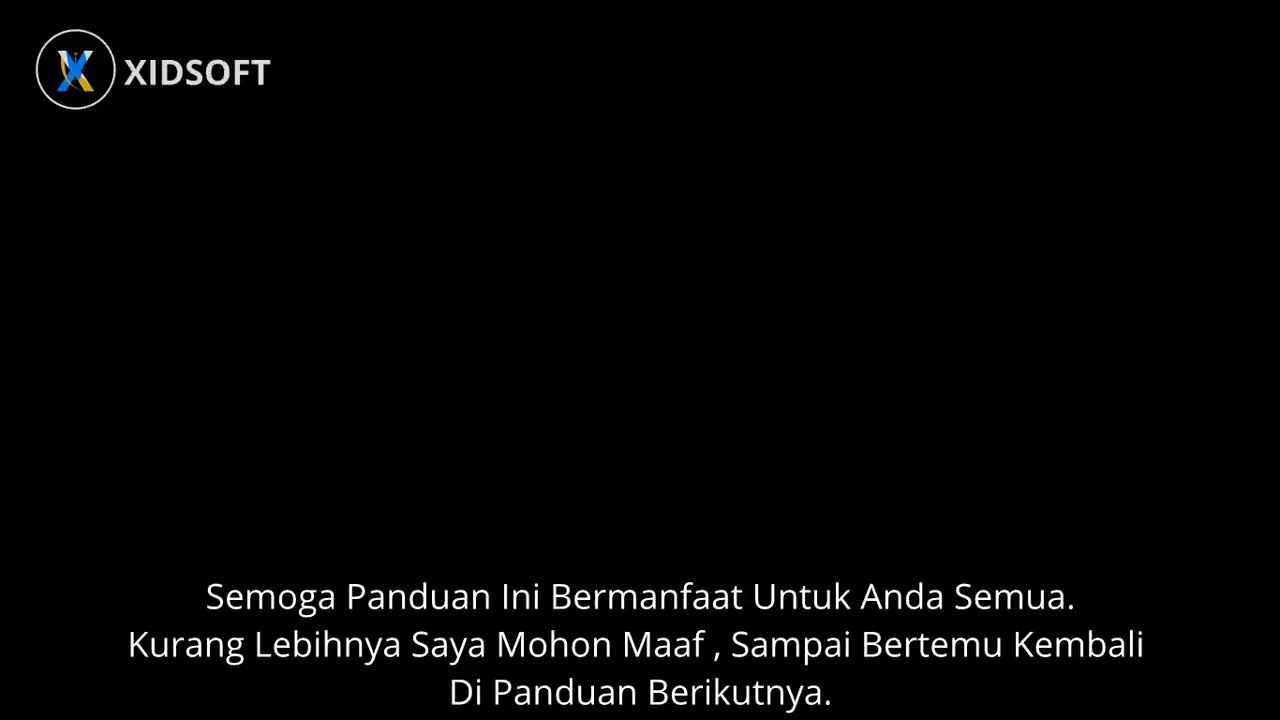 XIDSOFT
Semoga Panduan Ini Bermanfaat Untuk Anda Semua.
Kurang Lebihnya Saya Mohon Maaf , Sampai Bertemu Kembali
Di Panduan Berikutnya.